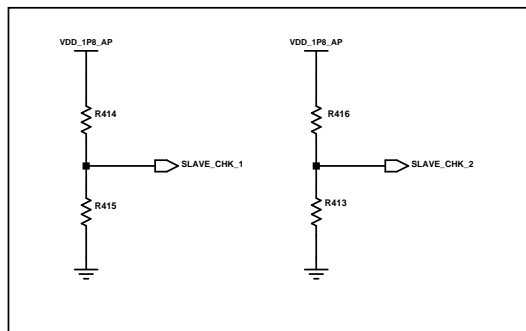 VDD_1P8_AP
R414
SLAVE_CHK_1
R415
VDD_1P8_AP
R416
SLAVE_CHK_2
R413